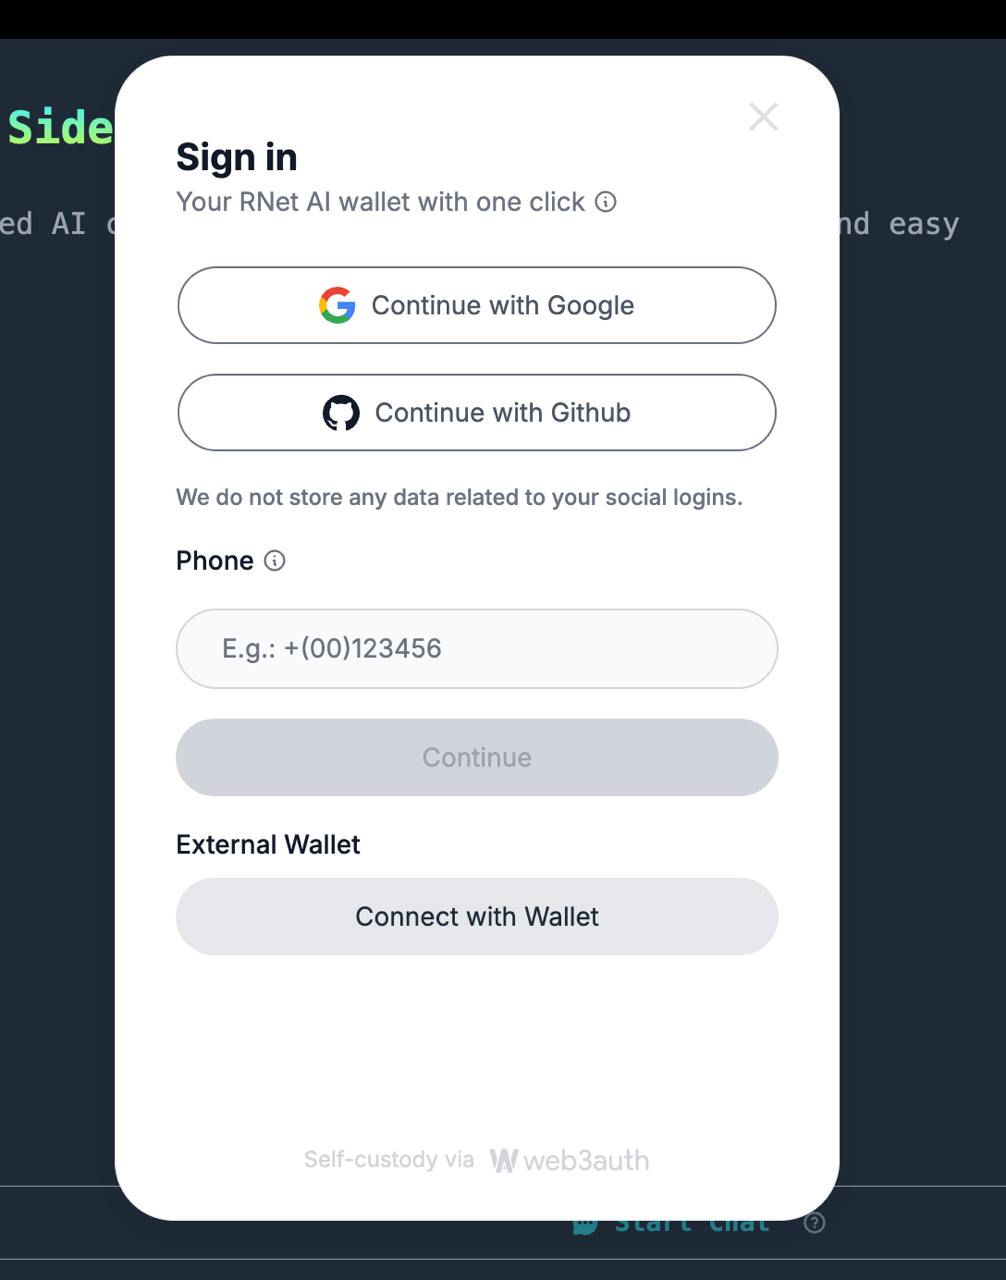 Side
Sign in
Your RNet AI wallet with one click
ed AI
nd easy
Continue with Google
Continue with Github
We do not store any data related to your social logins.
Phone
E.g.: +(00)123456
Continue
External Wallet
Connect with Wallet
Self-custody via web3auth
Start Chat